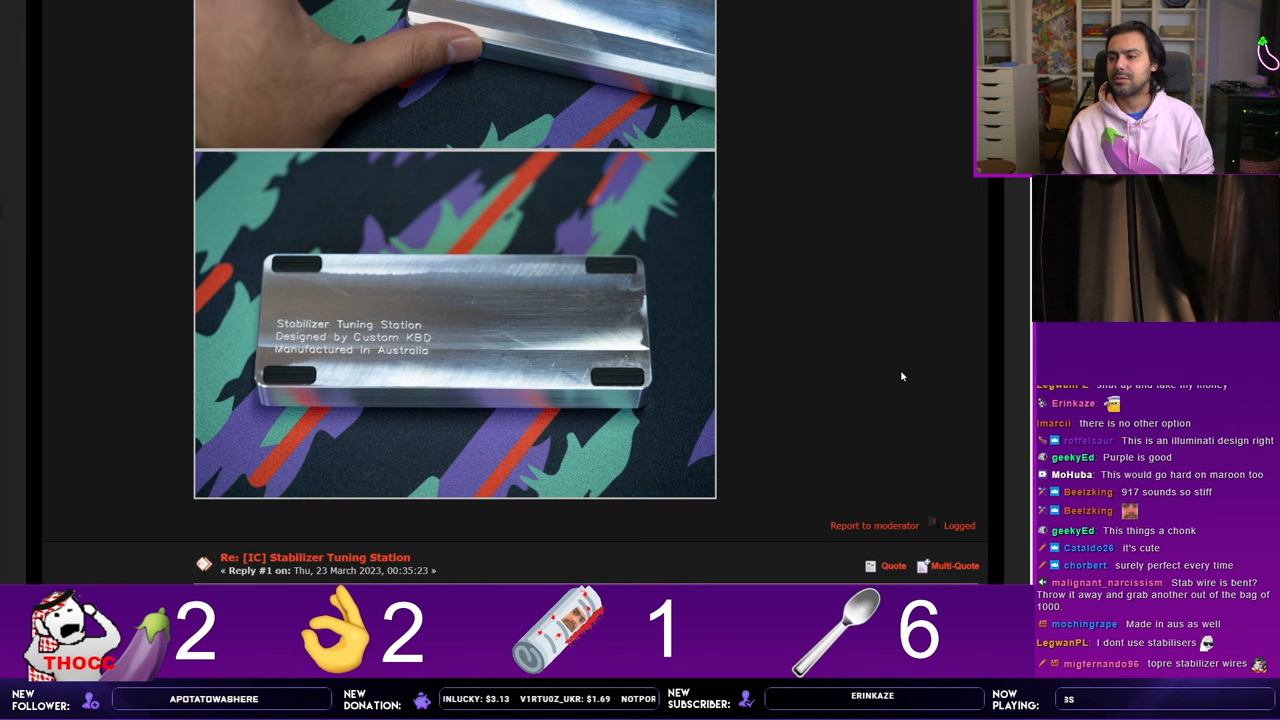 Stabilizer Tuning Station
Designed by Custom KBD
Manufactured in Australia
Report to moderator
Logged
Re: [IC] Stabilizer Tuning Station
« Reply #1 on: Thu, 23 March 2023, 00:35:23 »
Quote
Multi-Quote
LegwanPL: shut up and take my money
Erinkaze:
lmarcii: there is no other option
roffelsaur: This is an illuminati design right
geekyEd: Purple is good
MoHuba: This would go hard on maroon too
Beelzking: 917 sounds so stiff
Beelzking:
geekyEd: This things a chonk
Cataldo26: it's cute
chorbert: surely perfect every time
malignant_narcissism: Stab wire is bent?
Throw it away and grab another out of the bag of
1000.
mochingrape: Made in aus as well
LegwanPL: I dont use stabilisers
migfernando96: topre stabilizer wires
THOCC
2
2
1
6
NEW
FOLLOWER:
APOTATOWASHERE
NEW
DONATION:
UNLUCKY: $3.13 V1RTU0Z_UKR: $1.69 NOTPOR
NEW
SUBSCRIBER:
ERINKAZE
NOW
PLAYING: